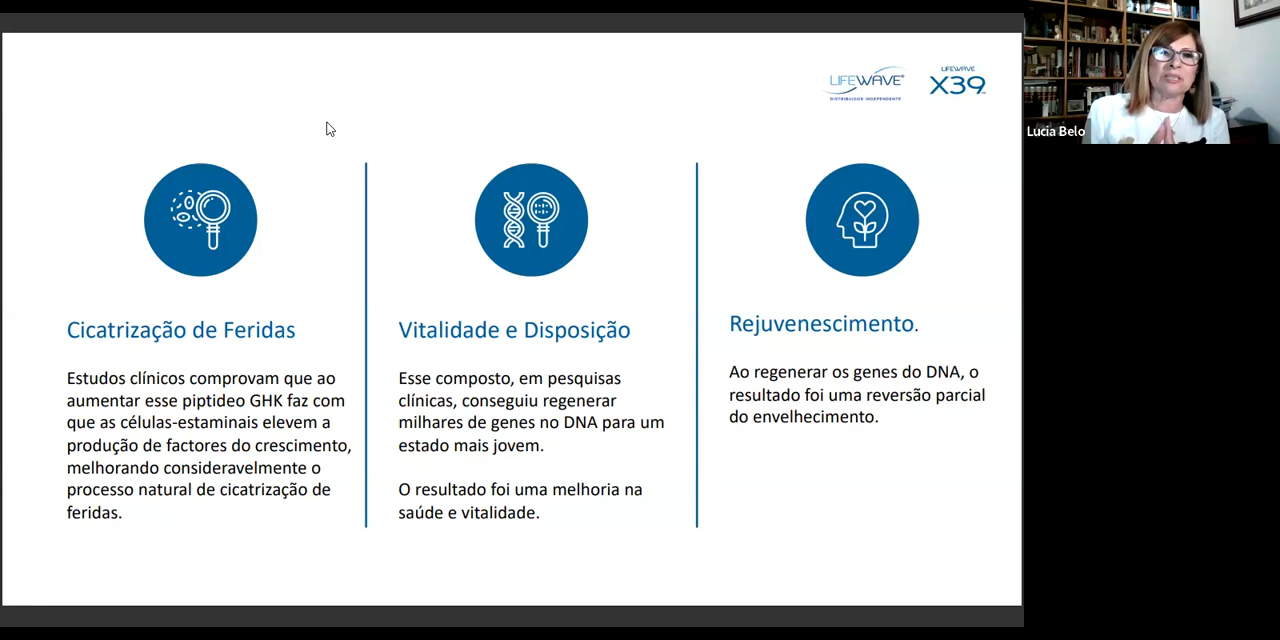 LIFEWAVE
DISTRIBUIDOR INDEPENDENTE
LIFEWAVE
X39
Lucia Belo
Cicatrização de Feridas
Estudos clínicos comprovam que ao
aumentar esse piptideo GHK faz com
que as células-estaminais elevem a
produção de factores do crescimento,
melhorando consideravelmente o
processo natural de cicatrização de
feridas.
Vitalidade e Disposição
Esse composto, em pesquisas
clínicas, conseguiu regenerar
milhares de genes no DNA para um
estado mais jovem.
O resultado foi uma melhoria na
saúde e vitalidade.
Rejuvenescimento.
Ao regenerar os genes do DNA, o
resultado foi uma reversão parcial
do envelhecimento.